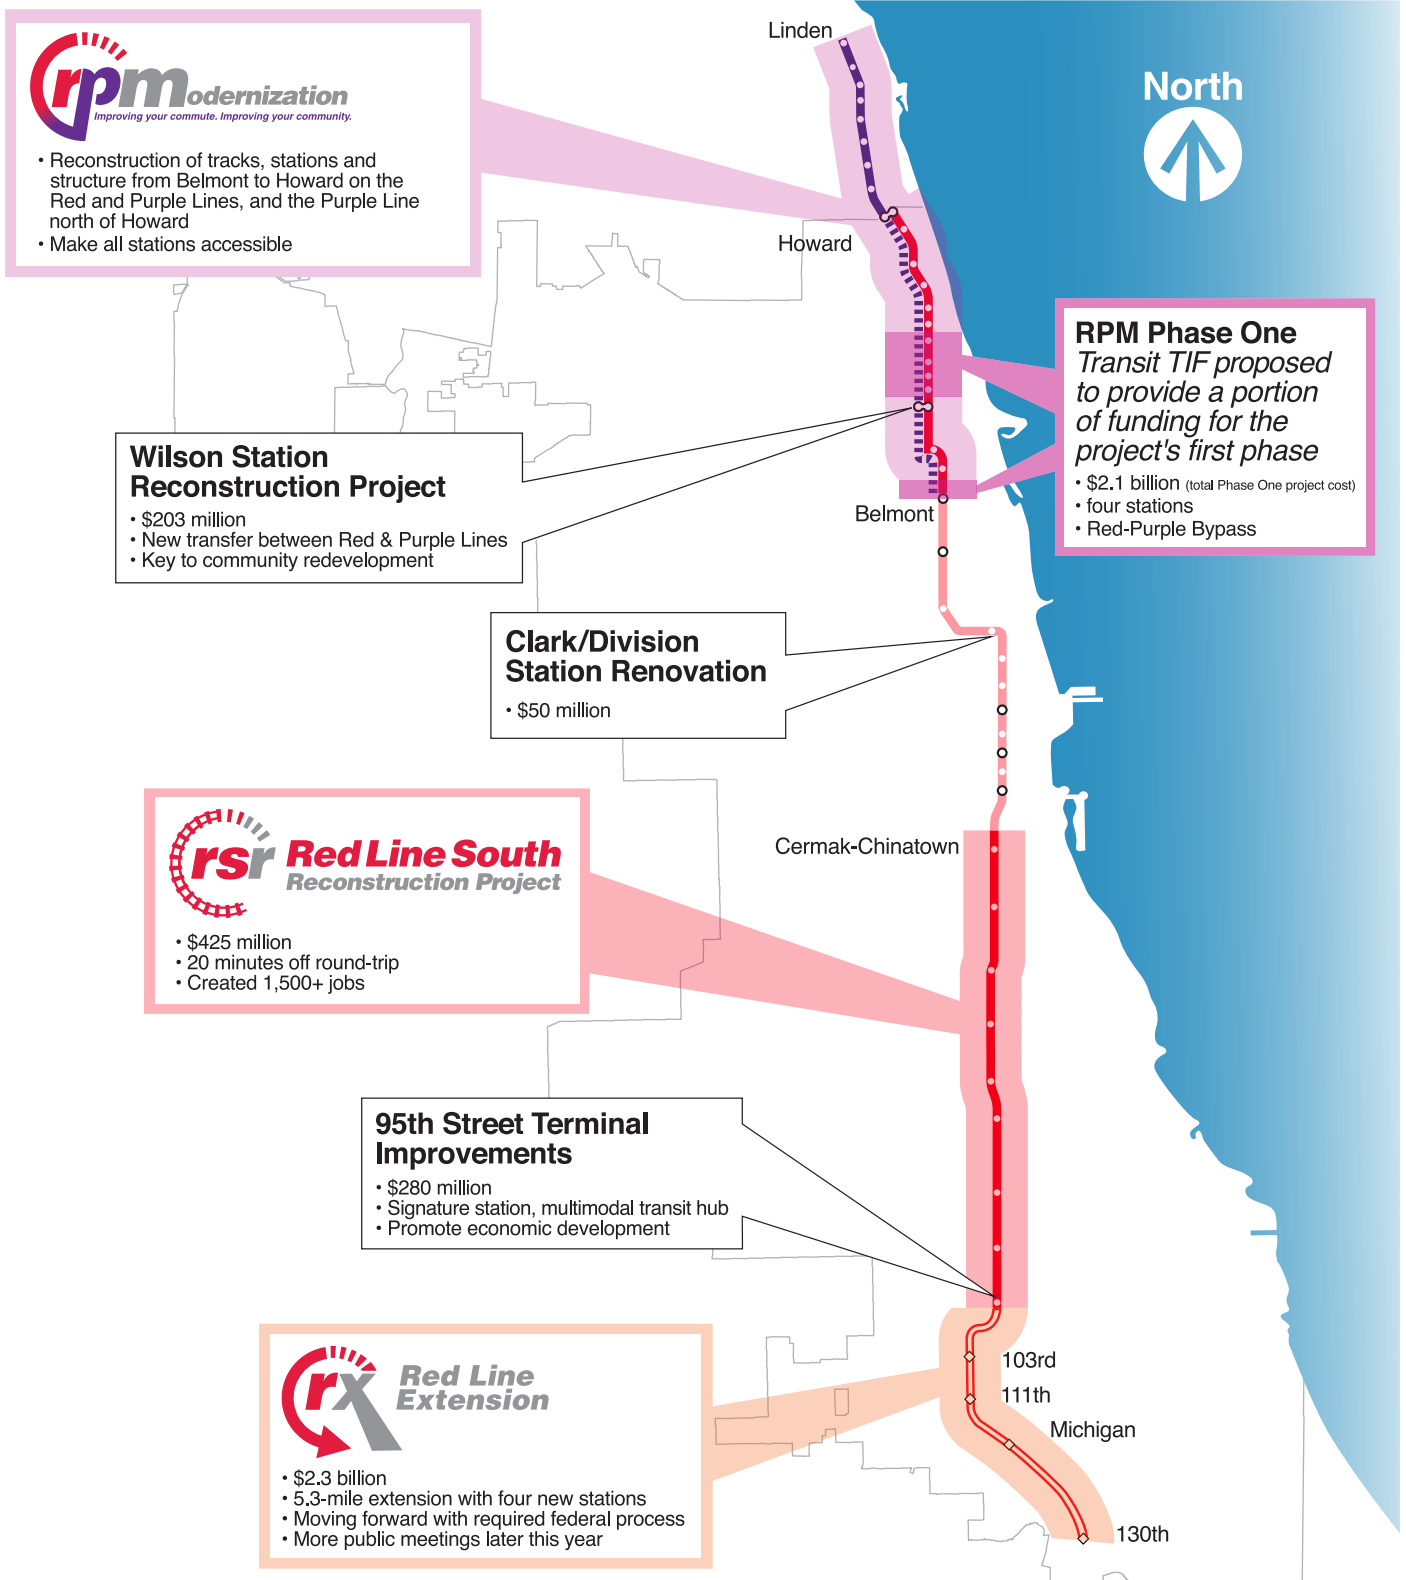 Linden
North
rpmodernization
Improving your commute. Improving your community.
• Reconstruction of tracks, stations and
structure from Belmont to Howard on the
Red and Purple Lines, and the Purple Line
north of Howard
• Make all stations accessible
Howard
RPM Phase One
Transit TIF proposed
to provide a portion
of funding for the
project's first phase
• $2.1 billion (total Phase One project cost)
• four stations
• Red-Purple Bypass
Wilson Station
Reconstruction Project
• $203 million
• New transfer between Red & Purple Lines
• Key to community redevelopment
Belmont
Clark/Division
Station Renovation
• $50 million
Cermak-Chinatown
rsr Red Line South
Reconstruction Project
• $425 million
• 20 minutes off round-trip
• Created 1,500+ jobs
95th Street Terminal
Improvements
• $280 million
• Signature station, multimodal transit hub
• Promote economic development
rx Red Line
Extension
• $2.3 billion
• 5.3-mile extension with four new stations
• Moving forward with required federal process
• More public meetings later this year
103rd
111th
Michigan
130th